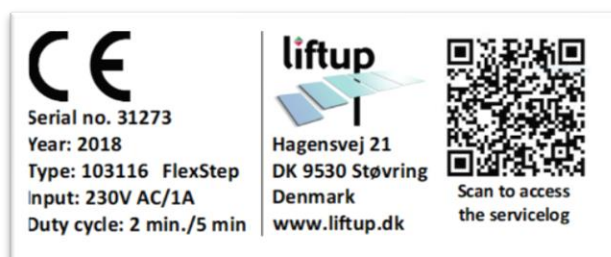 CE
Serial no. 31273
Year: 2018
Type: 103116 FlexStep
Input: 230V AC/1A
Duty cycle: 2 min./5 min
liftup
Hagensvej 21
DK 9530 Støvring
Denmark
www.liftup.dk
Scan to access
the servicelog